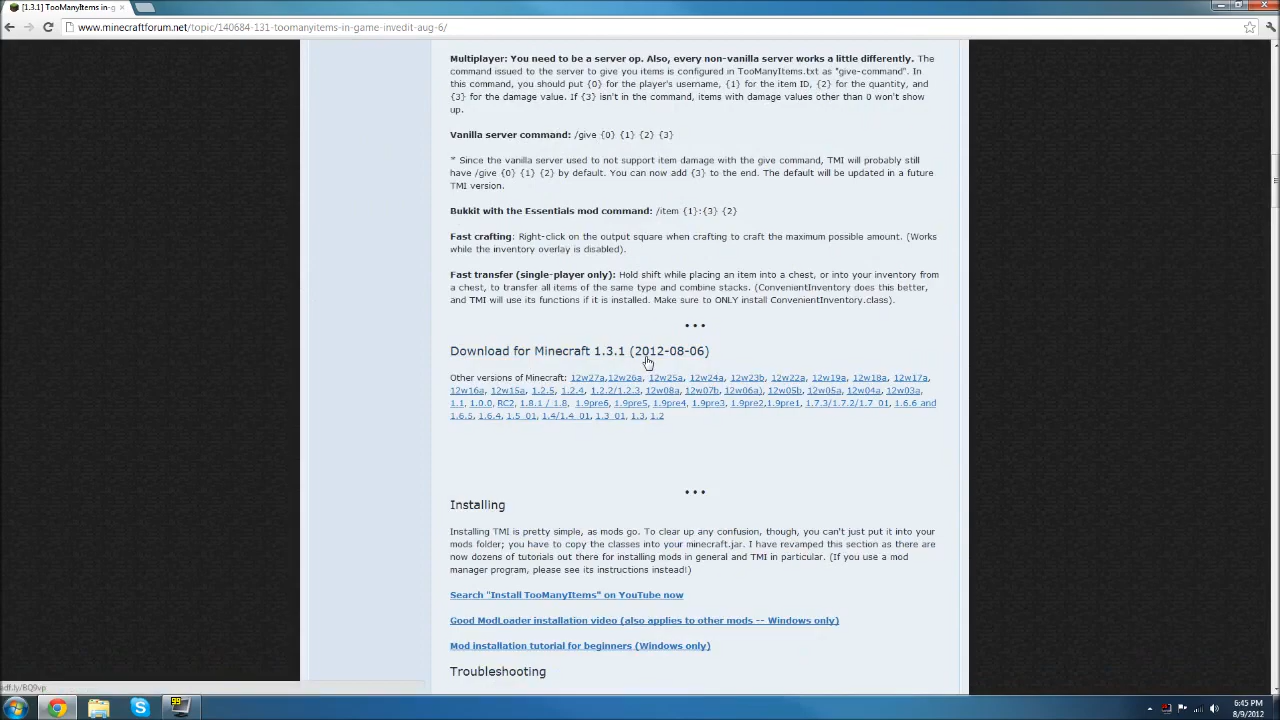 [1.3.1] TooManyItems in-g
www.minecraftforum.net/topic/140684-131-toomanyitems-in-game-invedit-aug-6/
Multiplayer: You need to be a server op. Also, every non-vanilla server works a little differently. The
command issued to the server to give you items is configured in TooManyItems.txt as "give-command". In
this command, you should put {0} for the player's username, {1} for the item ID, {2} for the quantity, and
{3} for the damage value. If {3} isn't in the command, items with damage values other than 0 won't show
up.
Vanilla server command: /give {0} {1} {2} {3}
* Since the vanilla server used to not support item damage with the give command, TMI will probably still
have /give {0} {1} {2} by default. You can now add {3} to the end. The default will be updated in a future
TMI version.
Bukkit with the Essentials mod command: /item {1}:{3} {2}
Fast crafting: Right-click on the output square when crafting to craft the maximum possible amount. (Works
while the inventory overlay is disabled).
Fast transfer (single-player only): Hold shift while placing an item into a chest, or into your inventory from
a chest, to transfer all items of the same type and combine stacks. (ConvenientInventory does this better,
and TMI will use its functions if it is installed. Make sure to ONLY install ConvenientInventory.class).
• • •
Download for Minecraft 1.3.1 (2012-08-06)
Other versions of Minecraft: 12w27a,12w26a, 12w25a, 12w24a, 12w23b, 12w22a, 12w19a, 12w18a, 12w17a,
12w16a, 12w15a, 1.2.5, 1.2.4, 1.2.2/1.2.3, 12w08a, 12w07b, 12w06a), 12w05b, 12w05a, 12w04a, 12w03a,
1.1, 1.0.0, RC2, 1.8.1 / 1.8, 1.9pre6, 1.9pre5, 1.9pre4, 1.9pre3, 1.9pre2,1.9pre1, 1.7.3/1.7.2/1.7_01, 1.6.6 and
1.6.5, 1.6.4, 1.5_01, 1.4/1.4_01, 1.3_01, 1.3, 1.2
• • •
Installing
Installing TMI is pretty simple, as mods go. To clear up any confusion, though, you can't just put it into your
mods folder; you have to copy the classes into your minecraft.jar. I have revamped this section as there are
now dozens of tutorials out there for installing mods in general and TMI in particular. (If you use a mod
manager program, please see its instructions instead!)
Search "Install TooManyItems" on YouTube now
Good ModLoader installation video (also applies to other mods -- Windows only)
Mod installation tutorial for beginners (Windows only)
Troubleshooting
adf.ly/BQ9vp
6:45 PM
8/9/2012